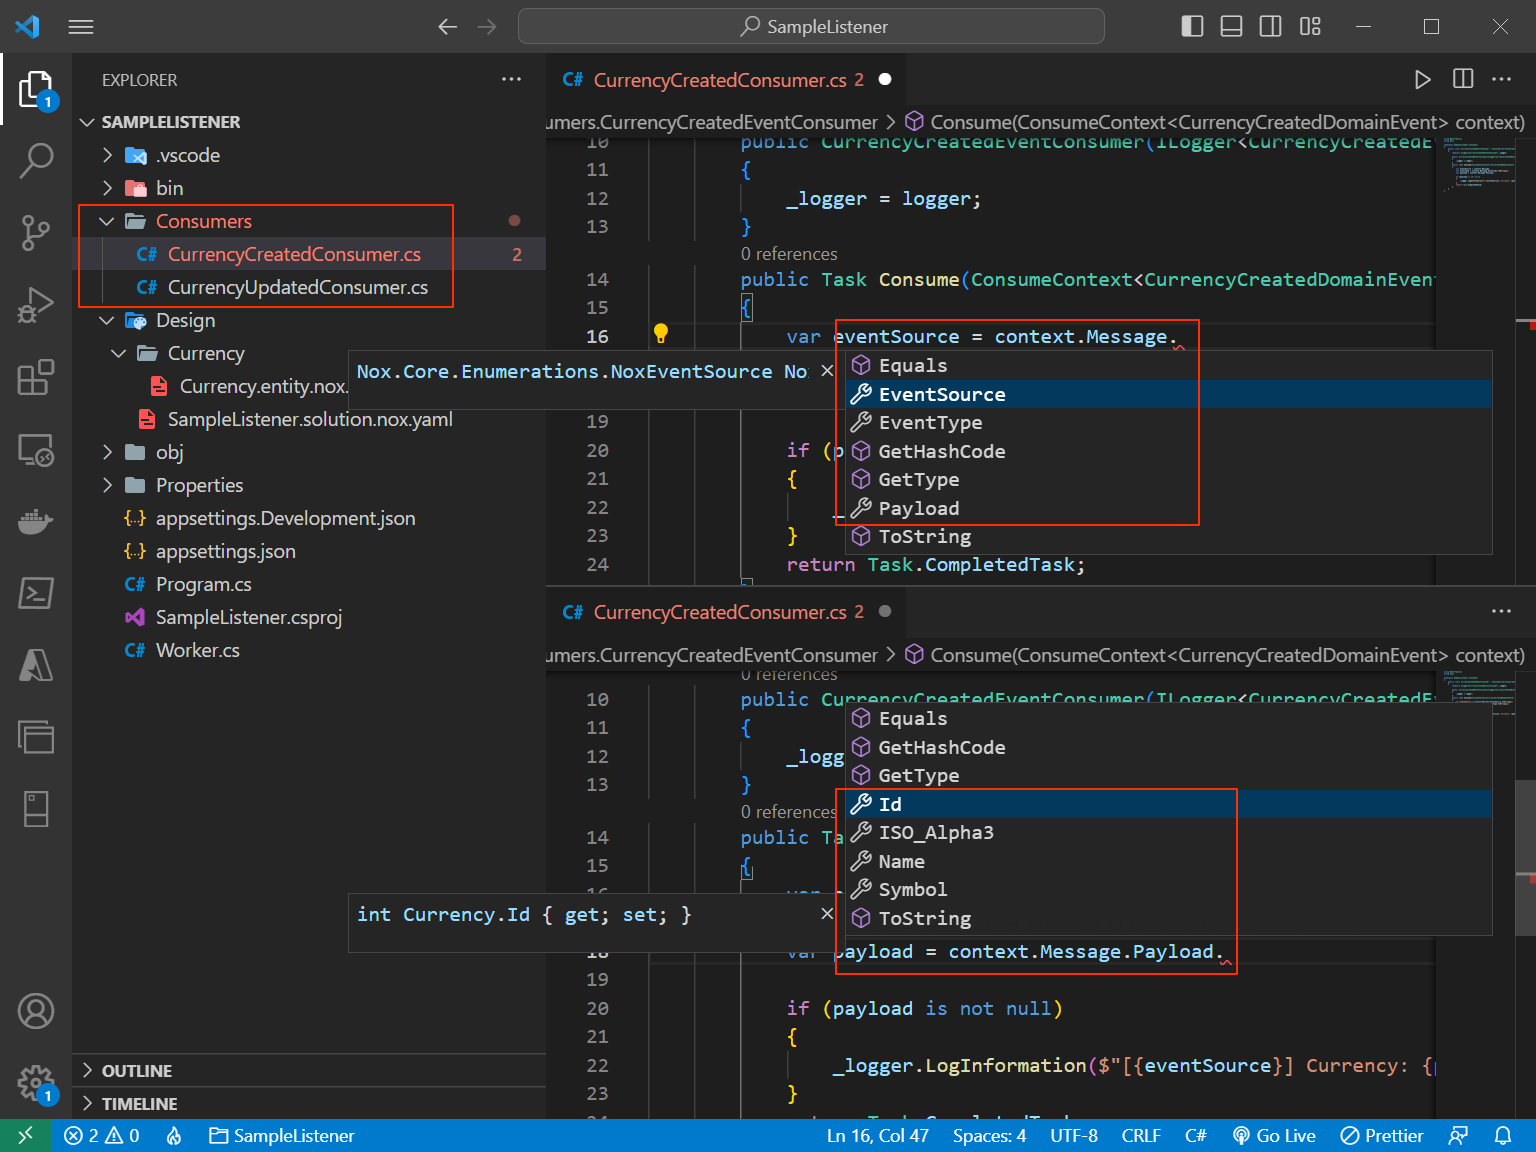 SampleListener
EXPLORER
SAMPLELISTENER
.vscode
bin
Consumers
CurrencyCreatedConsumer.cs 2
CurrencyUpdatedConsumer.cs
Design
Currency
Currency.entity.nox.
SampleListener.solution.nox.yaml
obj
Properties
appsettings.Development.json
appsettings.json
Program.cs
SampleListener.csproj
Worker.cs
OUTLINE
TIMELINE
1
1
C# CurrencyCreatedConsumer.cs 2
umers.CurrencyCreatedEventConsumer > Consume(ConsumeContext<CurrencyCreatedDomainEvent> context)
10 public CurrencyCreatedEventConsumer(ILogger<CurrencyCreatedE
11 {
12 _logger = logger;
13 }
0 references
14 public Task Consume(ConsumeContext<CurrencyCreatedDomainEven
15 {
16 var eventSource = context.Message.
Nox.Core.Enumerations.NoxEventSource No
Equals
EventSource
EventType
GetHashCode
GetType
Payload
ToString
19
20 if (p
21 {
22 _
23 }
24 return Task.CompletedTask;
C# CurrencyCreatedConsumer.cs 2
umers.CurrencyCreatedEventConsumer > Consume(ConsumeContext<CurrencyCreatedDomainEvent> context)
0 references
10 public CurrencyCreatedEventConsumer(ILogger<CurrencyCreatedE
11 {
12 _logg
13 }
0 references
14 public Ta
15 {
Equals
GetHashCode
GetType
Id
ISO_Alpha3
Name
Symbol
ToString
int Currency.Id { get; set; }
18 var payload = context.Message.Payload.
19
20 if (payload is not null)
21 {
22 _logger.LogInformation($"[{eventSource}] Currency: {p
23 }
2 0 SampleListener Ln 16, Col 47 Spaces: 4 UTF-8 CRLF C# Go Live Prettier